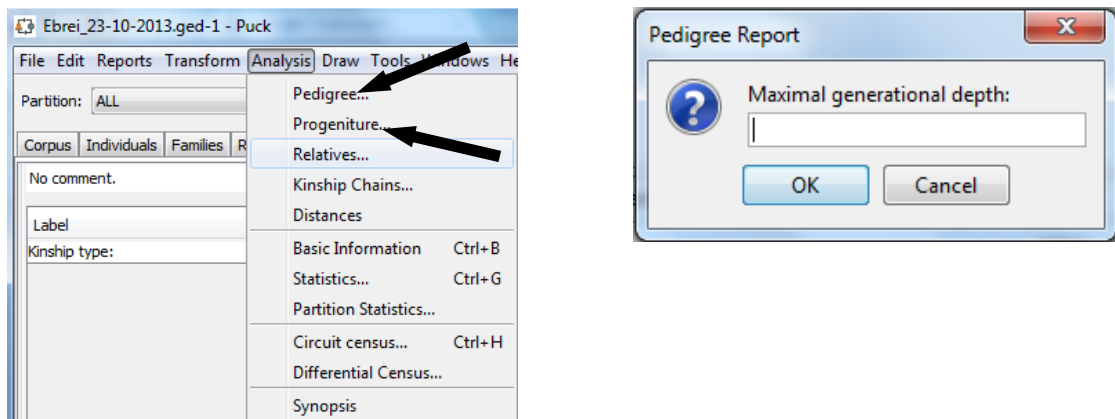 Ebrei_23-10-2013.ged-1 - Puck
File Edit Reports Transform Analysis Draw Tools Windows He
Partition: ALL
Corpus Individuals Families R
No comment.
Label
Kinship type:
Pedigree...
Progeniture...
Relatives...
Kinship Chains...
Distances
Basic Information Ctrl+B
Statistics... Ctrl+G
Partition Statistics...
Circuit census... Ctrl+H
Differential Census...
Synopsis
Pedigree Report
Maximal generational depth:
OK Cancel